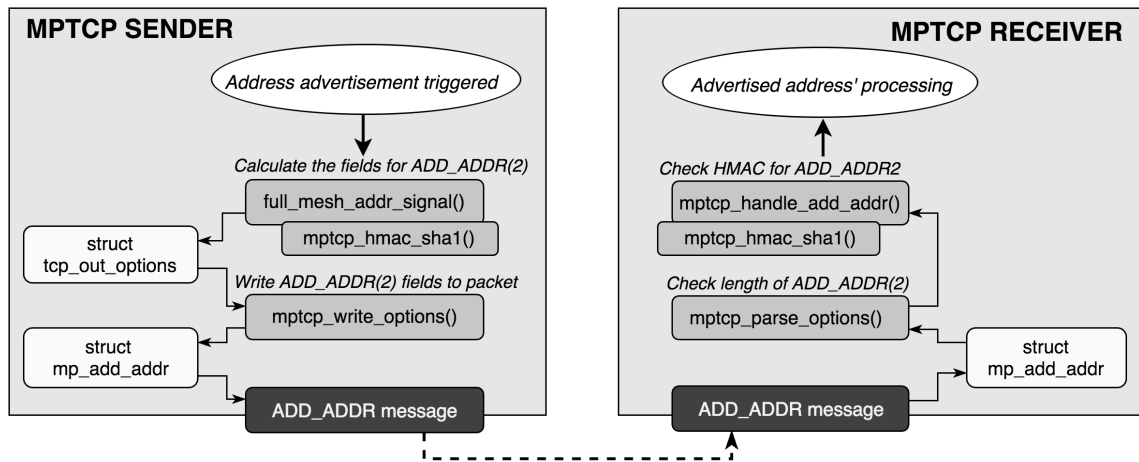 MPTCP SENDER
Address advertisement triggered
Calculate the fields for ADD_ADDR(2)
full_mesh_addr_signal()
mptcp_hmac_sha1()
struct
tcp_out_options
Write ADD_ADDR(2) fields to packet
mptcp_write_options()
struct
mp_add_addr
ADD_ADDR message
MPTCP RECEIVER
Advertised address' processing
Check HMAC for ADD_ADDR2
mptcp_handle_add_addr()
mptcp_hmac_sha1()
Check length of ADD_ADDR(2)
mptcp_parse_options()
struct
mp_add_addr
ADD_ADDR message